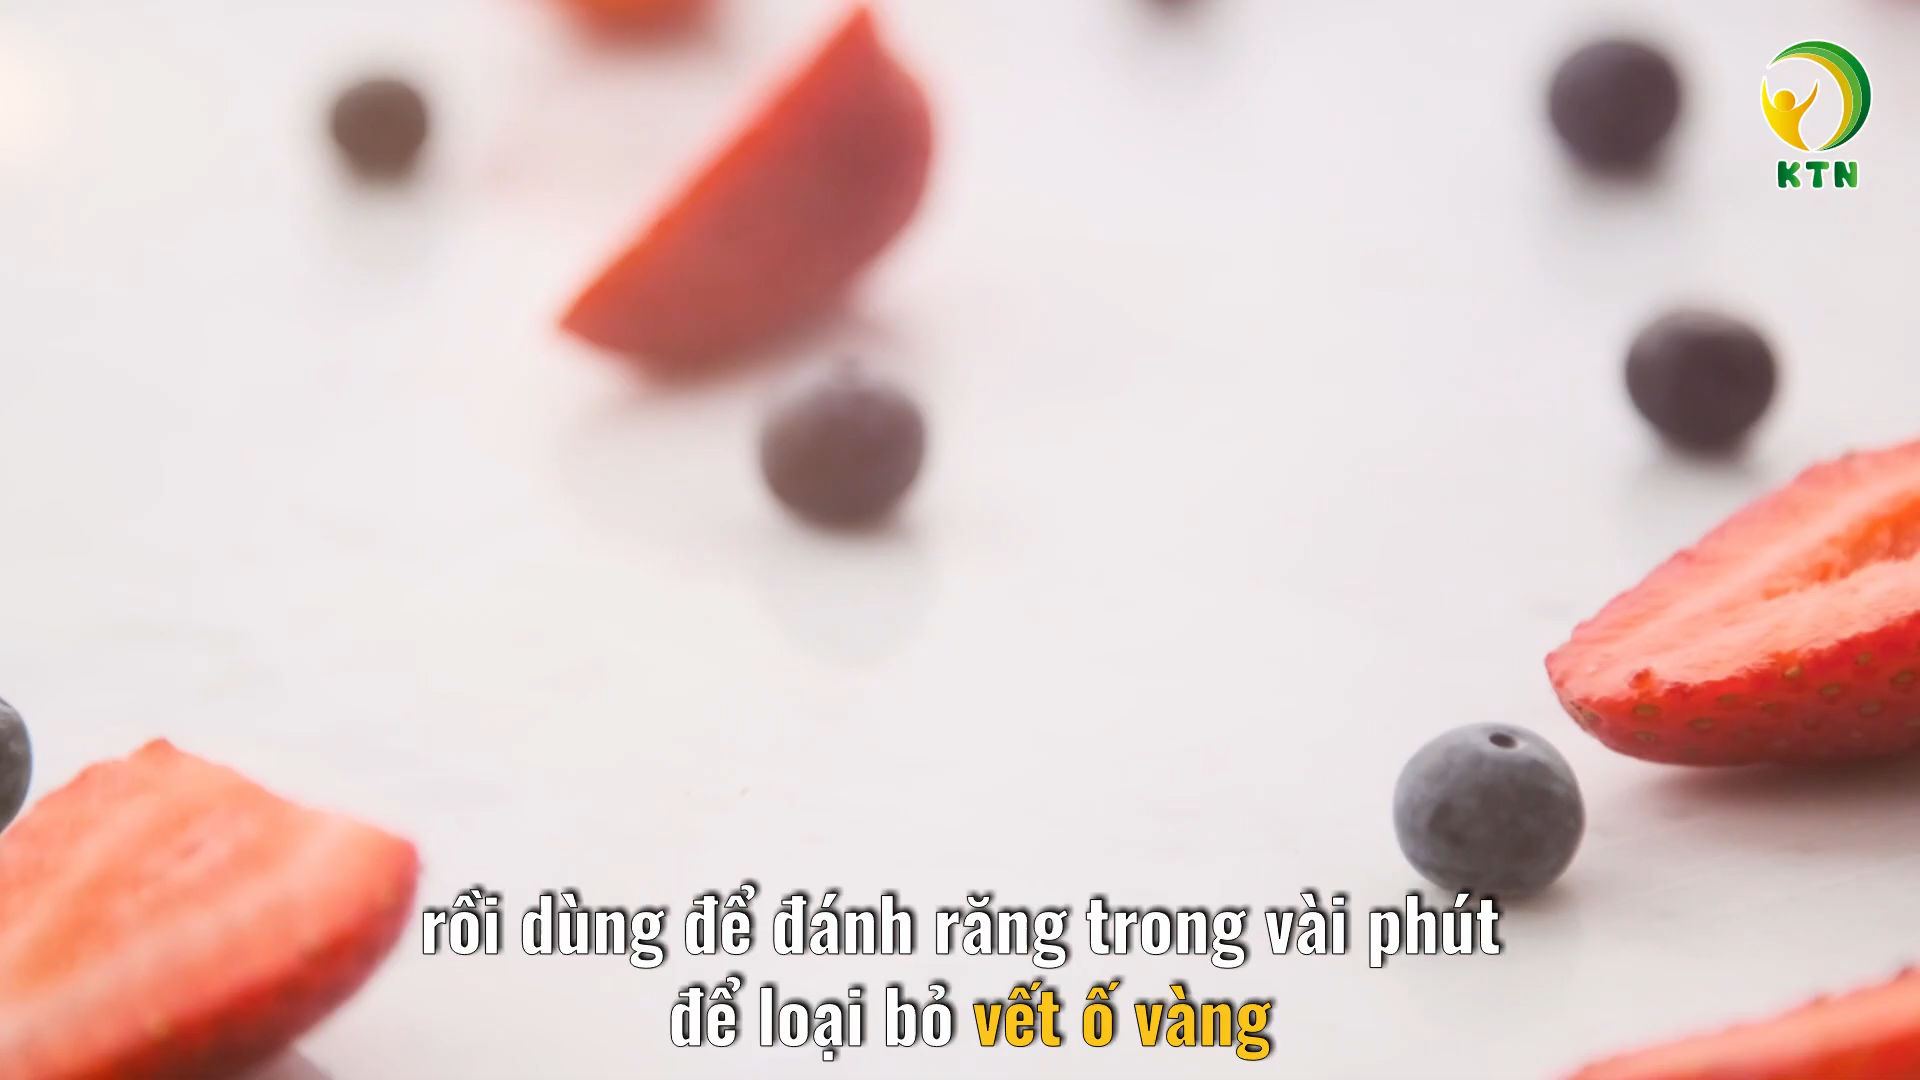 KTN
rồi dùng để đánh răng trong vài phút
để loại bỏ vết ố vàng